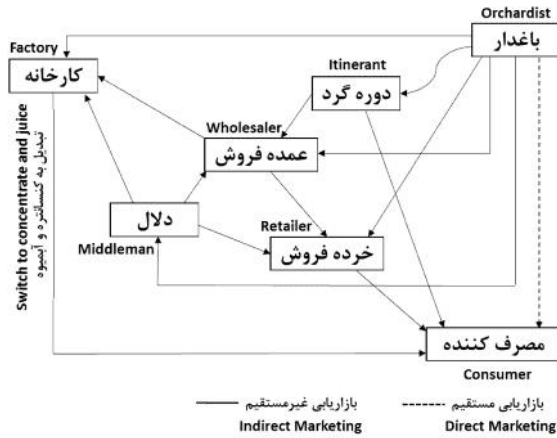 Orchardist
باغدار
Factory
کارخانه
Itinerant
دوره گرد
Wholesaler
عمده فروش
Switch to concentrate and juice
تبدیل به کنسانتره و آبمیوه
دلال
Middleman
Retailer
خرده فروش
مصرف کننده
Consumer
بازاریابی غیرمستقیم
Indirect Marketing
بازاریابی مستقیم
Direct Marketing